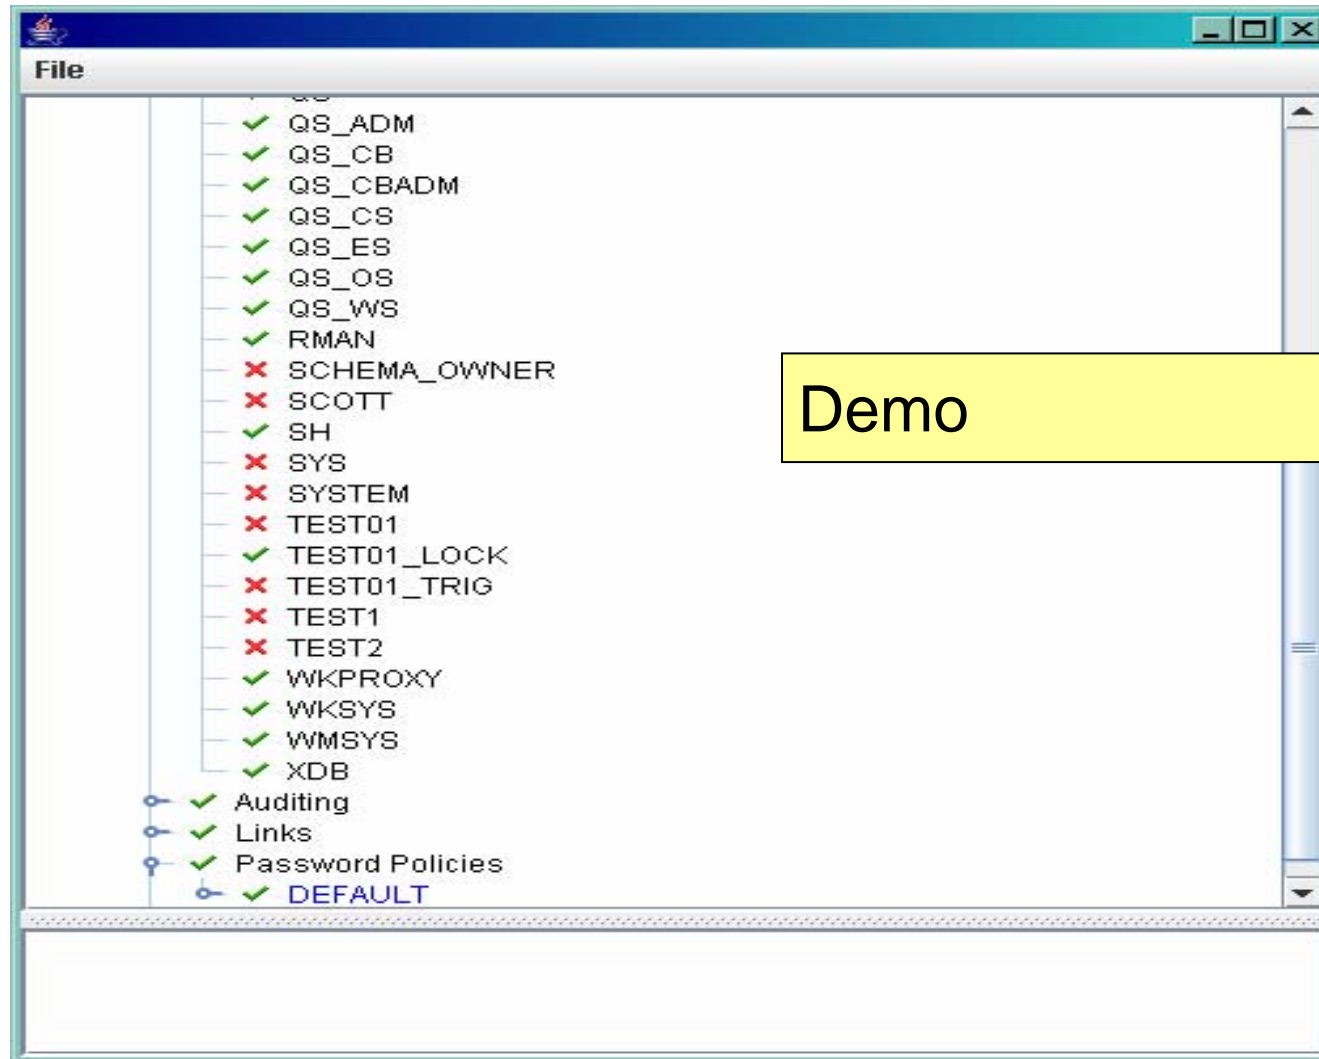 File
QS_ADM
QS_CB
QS_CBADM
QS_CS
QS_ES
QS_OS
QS_WS
RMAN
SCHEMA_OWNER
SCOTT
Demo
SH
SYS
SYSTEM
TEST01
TEST01_LOCK
TEST01_TRIG
TEST1
TEST2
WKPROXY
WKSYS
WMSYS
XDB
Auditing
Links
Password Policies
DEFAULT